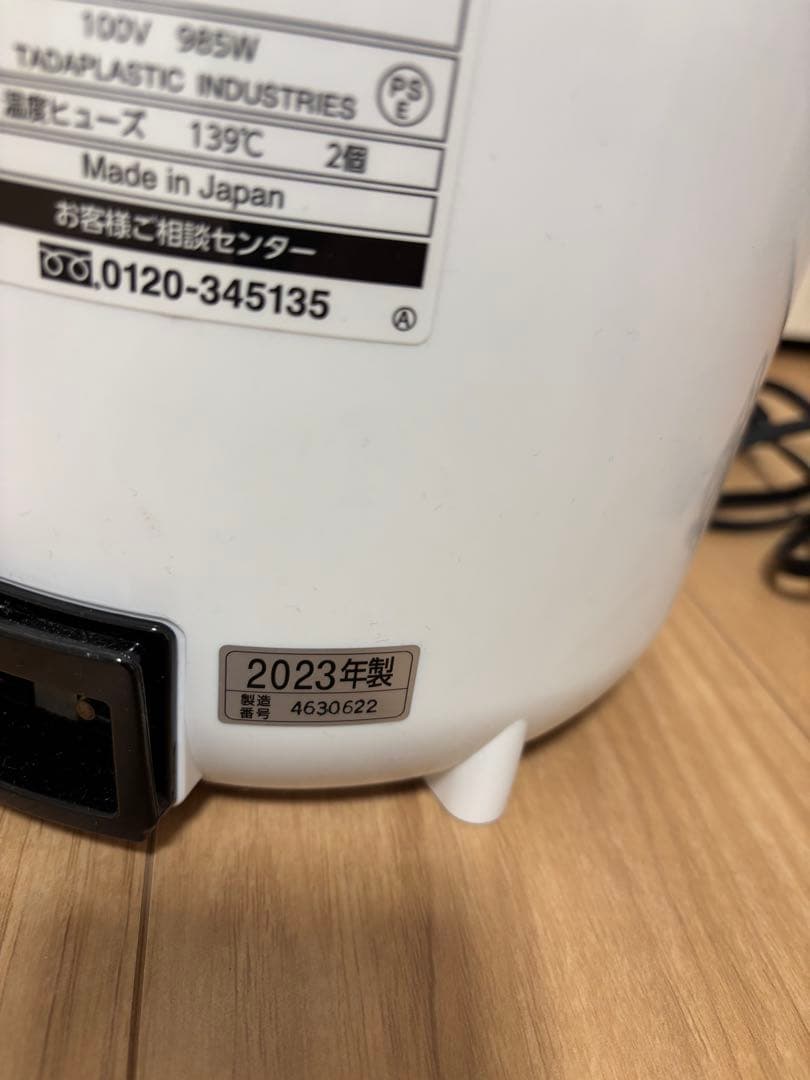 100V 985W
TADAPLASTIC INDUSTRIES
PS
E
温度ヒューズ 139℃ 2個
Made in Japan
お客様ご相談センター
0120-345135
A
2023年製
製造番号 4630622